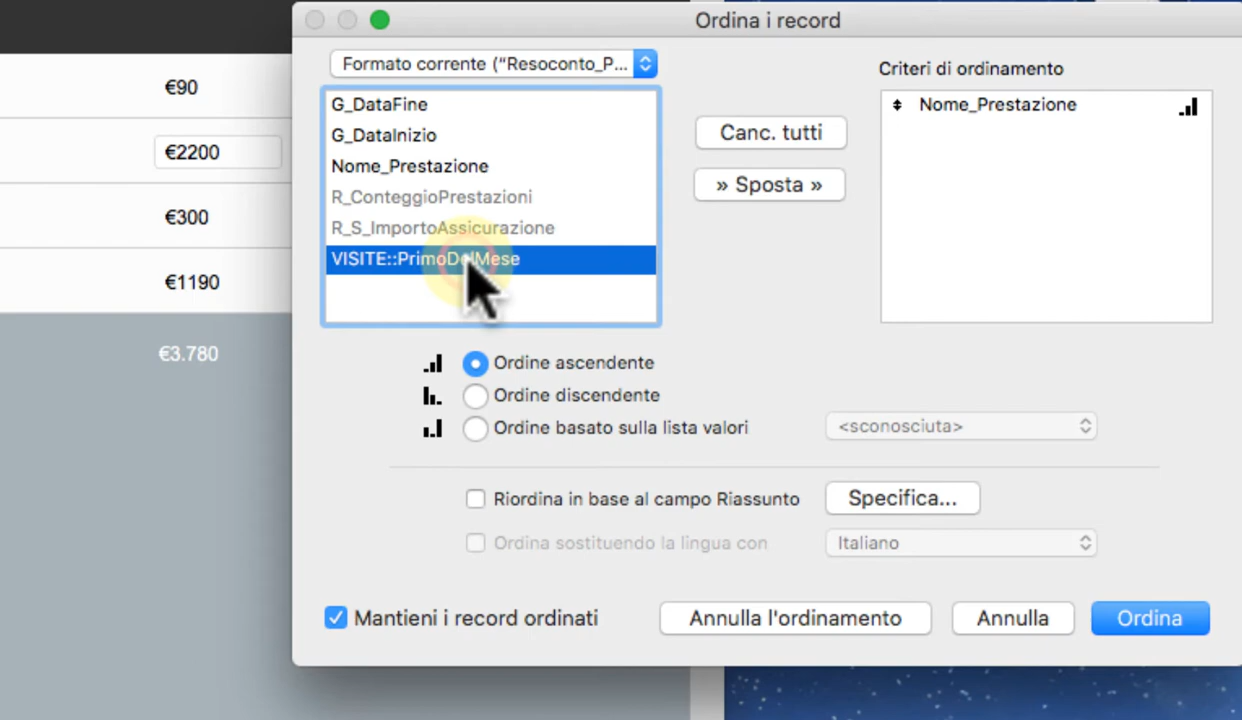 Ordina i record
€90
€2200
€300
€1190
€3.780
Formato corrente ("Resoconto_P...
G_DataFine
G_DataInizio
Nome_Prestazione
R_ConteggioPrestazioni
R_S_ImportoAssicurazione
VISITE::PrimoDelMese
Canc. tutti
» Sposta »
Criteri di ordinamento
Nome_Prestazione
Ordine ascendente
Ordine discendente
Ordine basato sulla lista valori
<sconosciuta>
Riordina in base al campo Riassunto
Specifica...
Ordina sostituendo la lingua con
Italiano
Mantieni i record ordinati
Annulla l'ordinamento
Annulla
Ordina